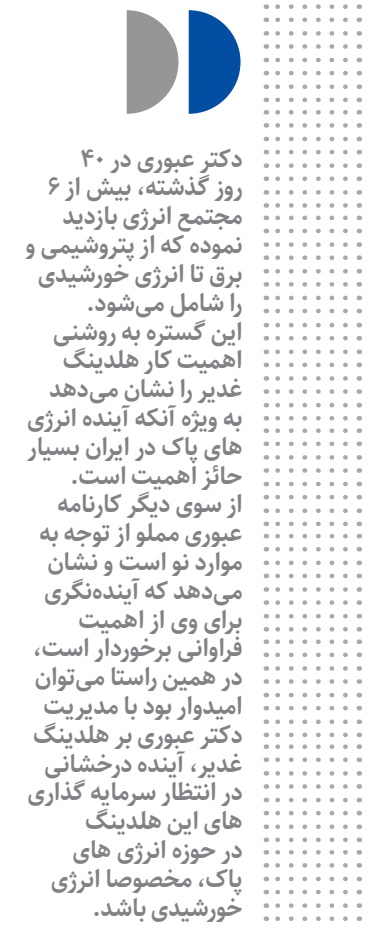 دکتر عبوری در ۴۰
روز گذشته، بیش از ۶
مجتمع انرژی بازدید
نموده که از پتروشیمی و
برق تا انرژی خورشیدی
را شامل می‌شود.
این گستره به روشنی
اهمیت کار هلدینگ
غدیر را نشان می‌دهد
به ویژه آنکه آینده انرژی
های پاک در ایران بسیار
حائز اهمیت است.
از سوی دیگر کارنامه
عبوری مملو از توجه به
موارد نو است و نشان
می‌دهد که آینده‌نگری
برای وی از اهمیت
فراوانی برخوردار است،
در همین راستا می‌توان
امیدوار بود با مدیریت
دکتر عبوری بر هلدینگ
غدیر، آینده درخشانی
در انتظار سرمایه گذاری
های این هلدینگ
در حوزه انرژی های
پاک، مخصوصا انرژی
خورشیدی باشد.